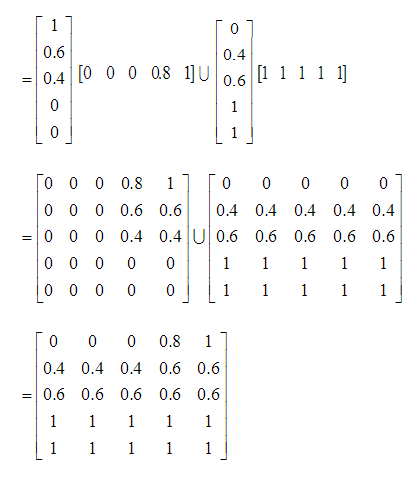 = [1 0.6 0.4 0 0] [0 0 0 0.8 1] ∪ [0 0.4 0.6 1 1] [1 1 1 1 1]
= [0 0 0 0.8 1
0 0 0 0.6 0.6
0 0 0 0.4 0.4
0 0 0 0 0
0 0 0 0 0] ∪ [0 0 0 0 0
0.4 0.4 0.4 0.4 0.4
0.6 0.6 0.6 0.6 0.6
1 1 1 1 1
1 1 1 1 1]
= [0 0 0 0.8 1
0.4 0.4 0.4 0.6 0.6
0.6 0.6 0.6 0.6 0.6
1 1 1 1 1
1 1 1 1 1]